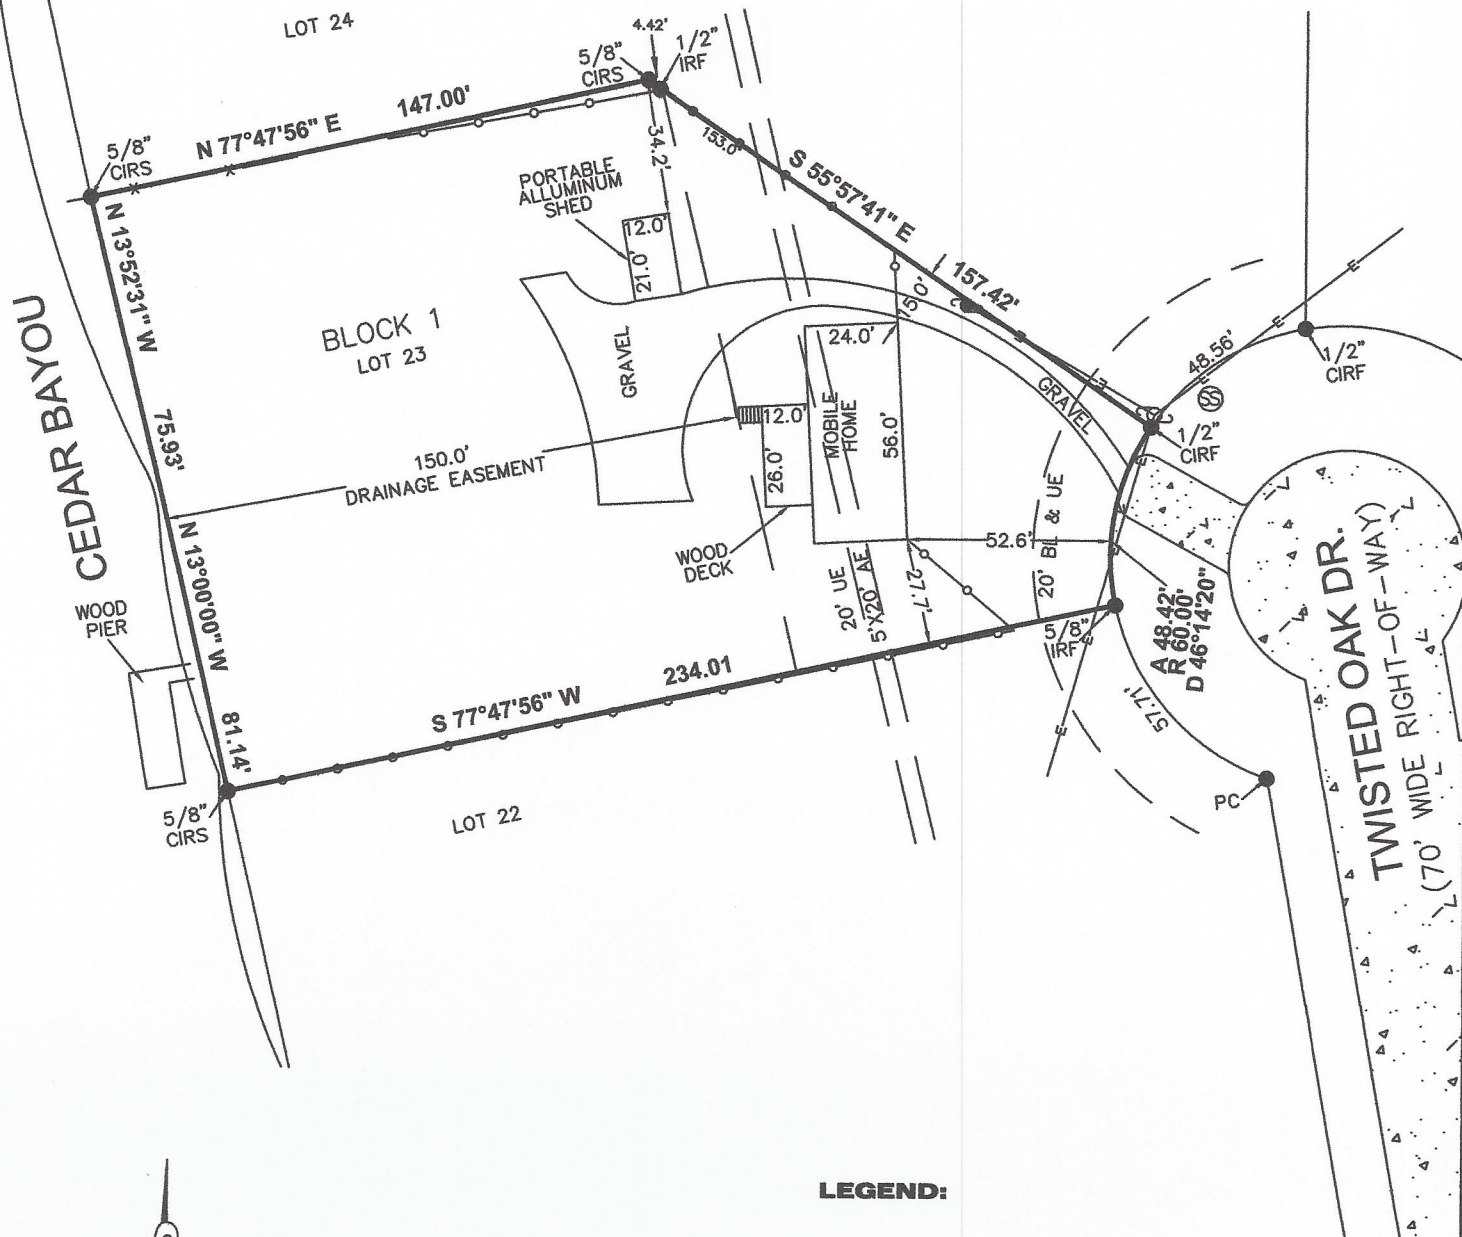 LOT 24
4.42'
5/8"
CIRS
1/2"
IRF
147.00'
N 77°47'56" E
5/8"
CIRS
34.2'
153.0'
S 55°57'41" E
157.42'
PORTABLE
ALLUMINUM
SHED
12.0'
21.0'
N 13°52'31" W
75.93'
CEDAR BAYOU
BLOCK 1
LOT 23
GRAVEL
15.0'
24.0'
MOBILE
HOME
56.0'
12.0'
26.0'
GRAVEL
48.56'
1/2"
CIRF
SS
1/2"
CIRF
E
E
E
E
E
E
E
E
E
150.0'
DRAINAGE EASEMENT
WOOD
DECK
52.6'
20' BL & UE
27.7'
20' UE
5'X20' AE
N 13°00'00" W
81.14'
WOOD
PIER
5/8"
IRF
A 48.42'
R 60.00'
D 46°14'20"
57.71'
S 77°47'56" W
234.01
5/8"
CIRS
LOT 22
PC
TWISTED OAK DR.
(70' WIDE RIGHT-OF-WAY)
LEGEND: